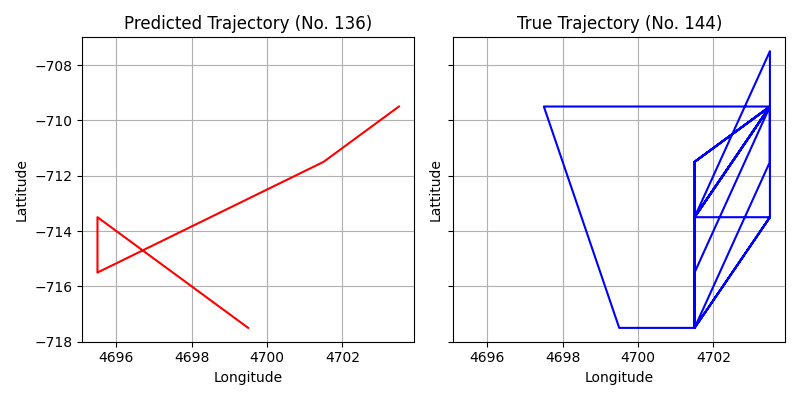 Predicted Trajectory (No. 136)
True Trajectory (No. 144)
−708
−710
−712
−714
−716
−718
Lattitude
Lattitude
4696 4698 4700 4702
4696 4698 4700 4702
Longitude
Longitude